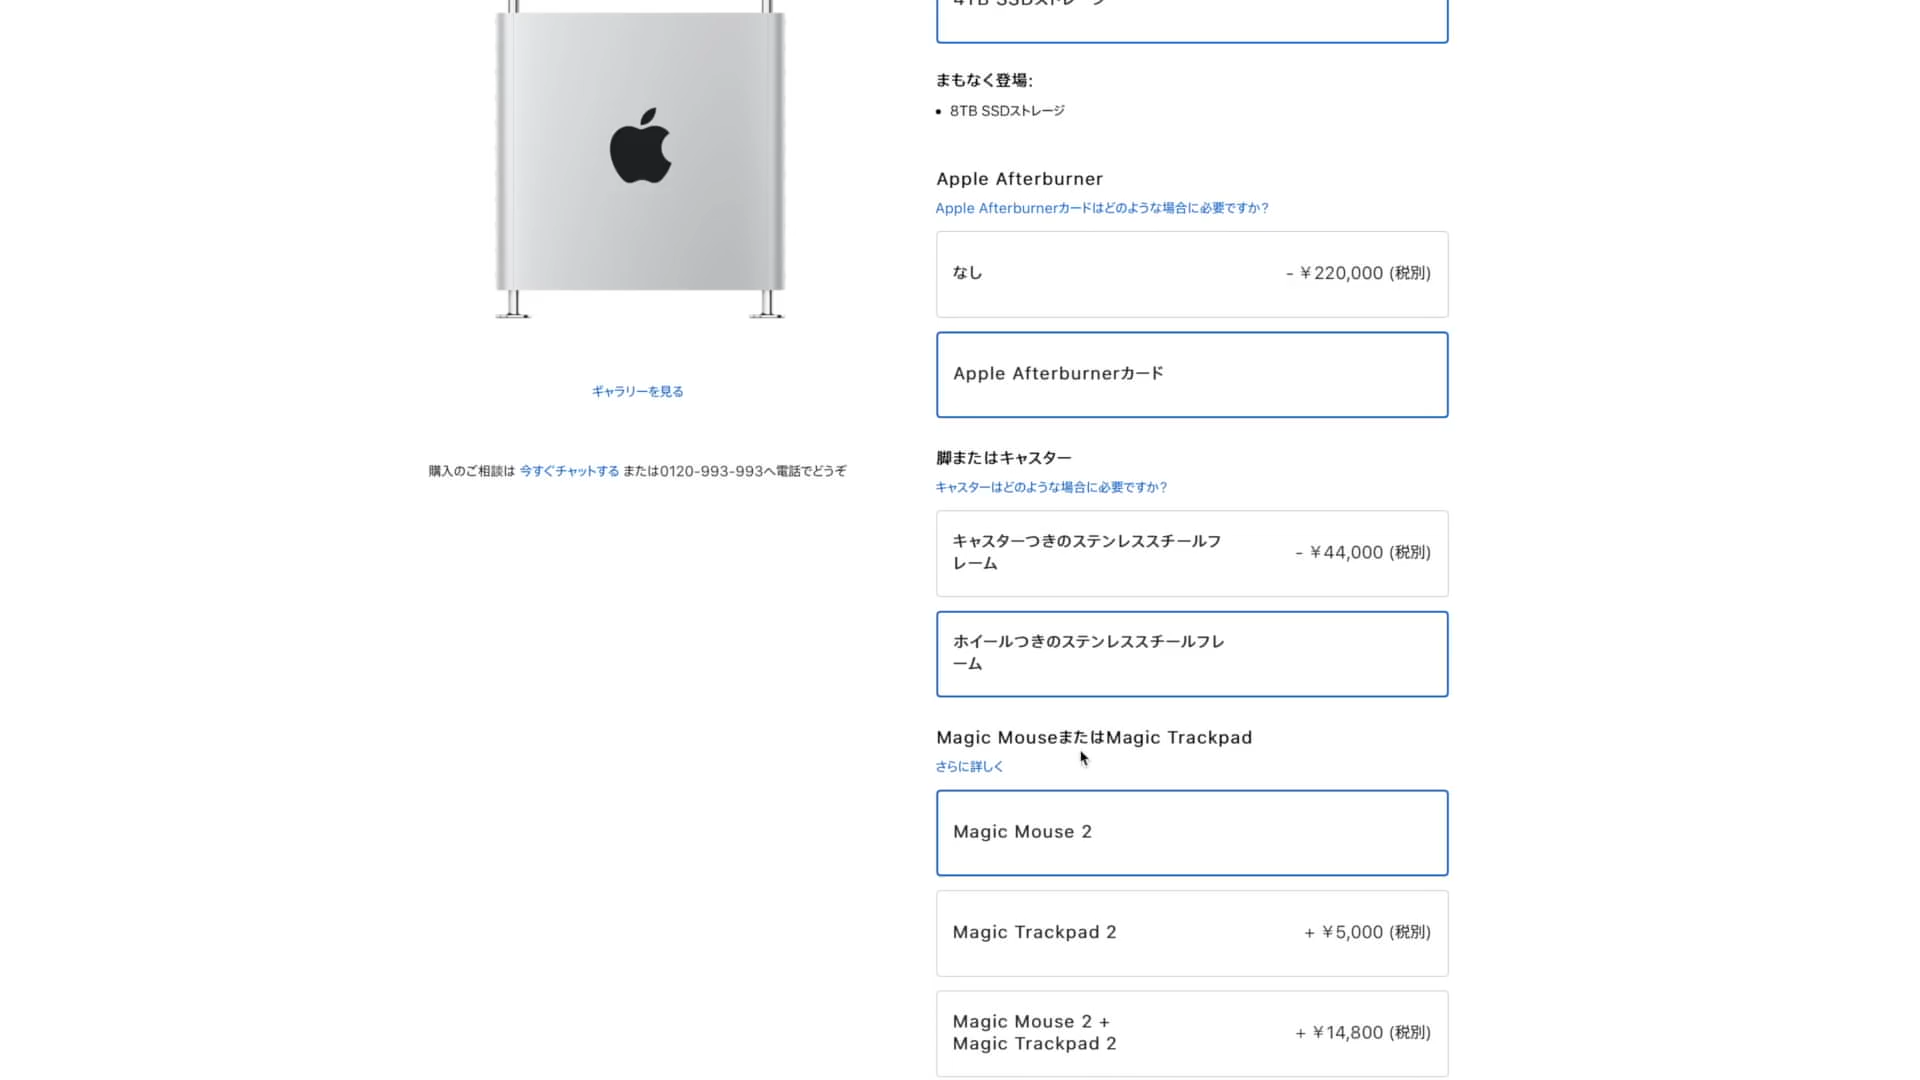 4TB SSDストレージ
まもなく登場:
• 8TB SSDストレージ
Apple Afterburner
Apple Afterburnerカードはどのような場合に必要ですか?
なし
- ¥220,000 (税別)
Apple Afterburnerカード
ギャラリーを見る
購入のご相談は 今すぐチャットする または0120-993-993へ電話でどうぞ
脚またはキャスター
キャスターはどのような場合に必要ですか?
キャスターつきのステンレススチールフ
レーム
- ¥44,000 (税別)
ホイールつきのステンレススチールフレ
ーム
Magic MouseまたはMagic Trackpad
さらに詳しく
Magic Mouse 2
Magic Trackpad 2
+ ¥5,000 (税別)
Magic Mouse 2 +
Magic Trackpad 2
+ ¥14,800 (税別)